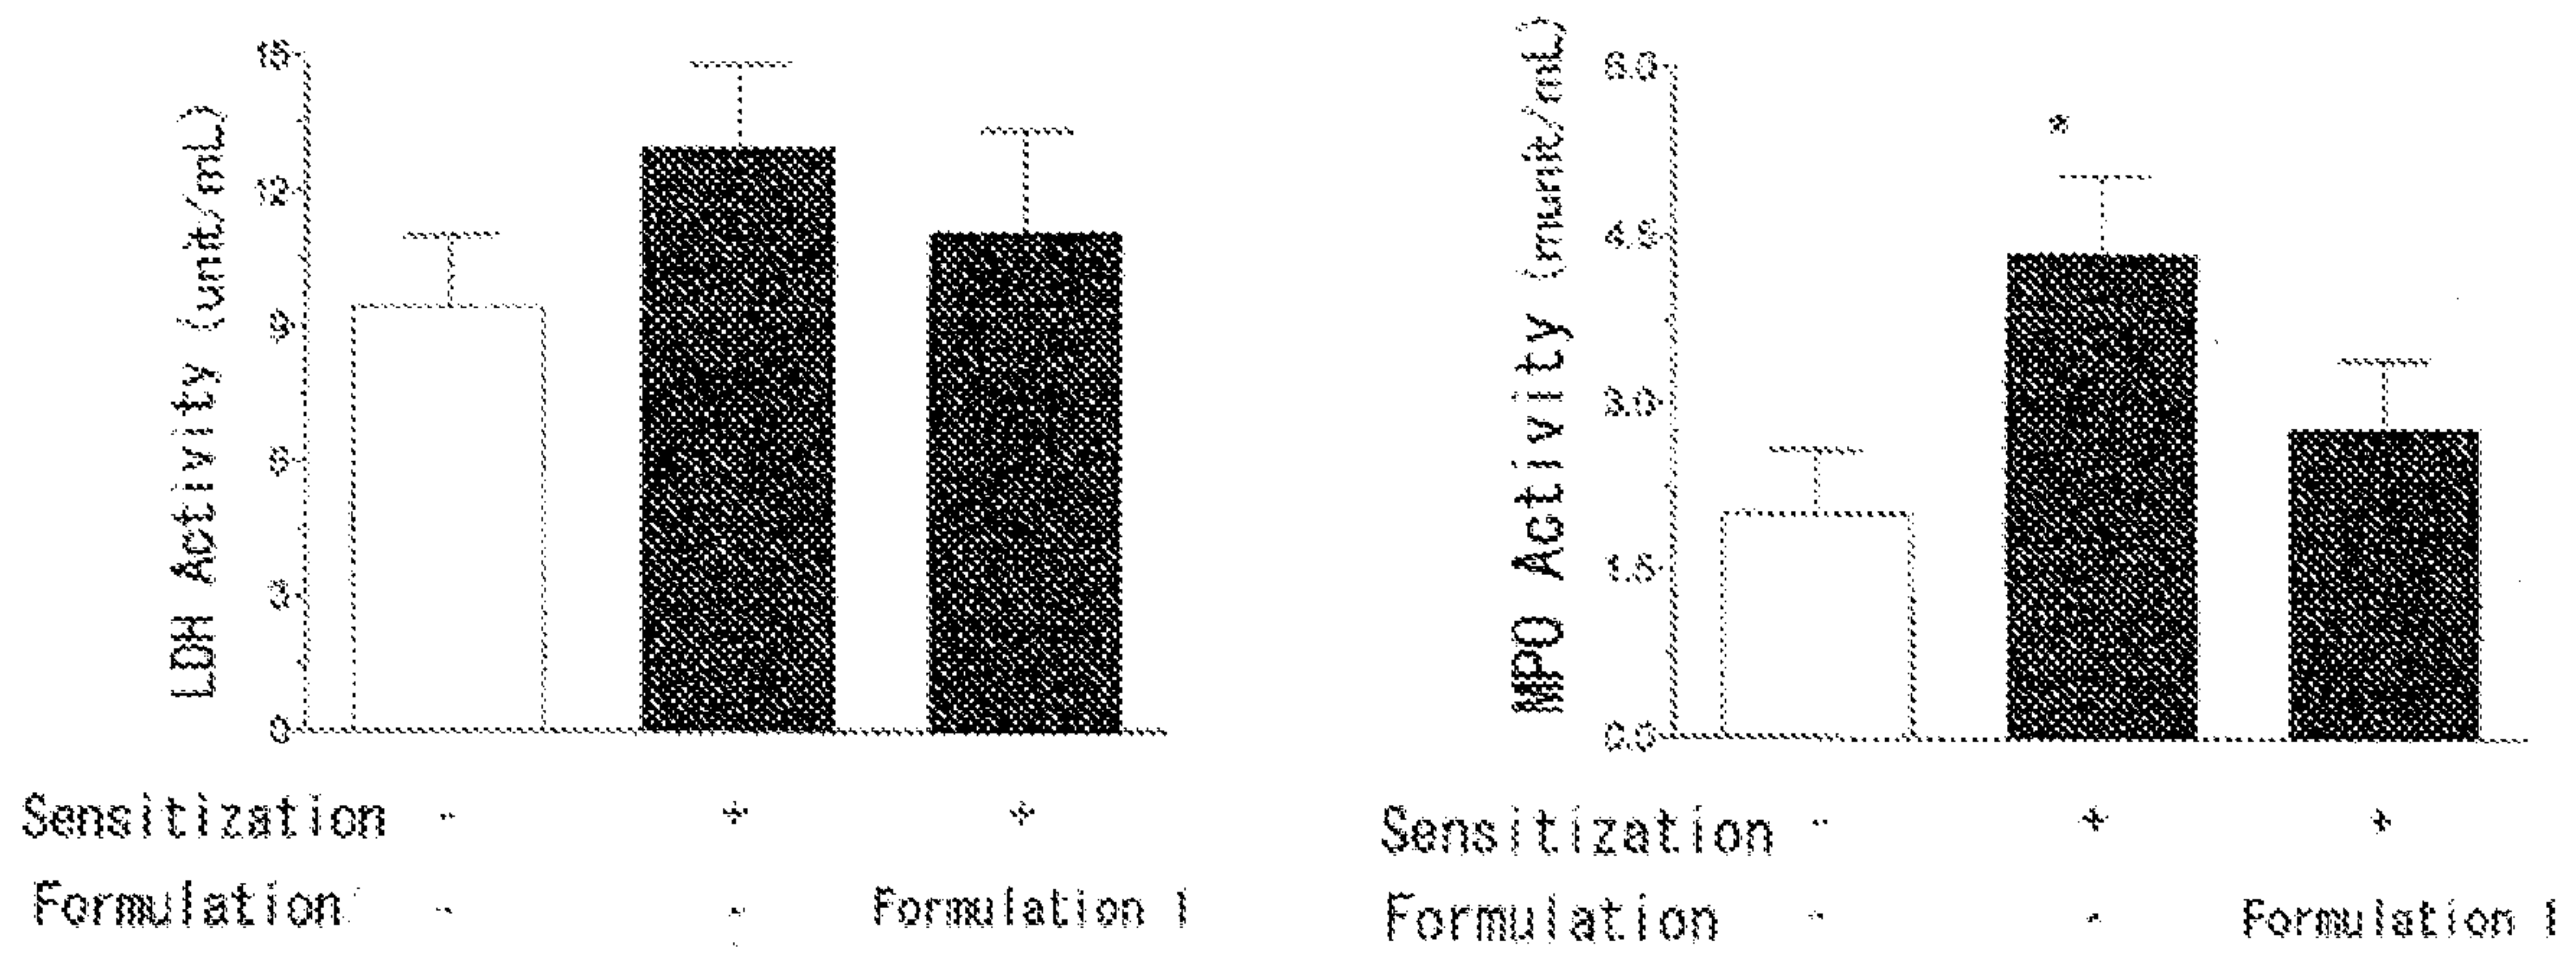 LDH Activity (unit/mL)
15
12
9
6
3
0
Sensitization - + +
Formulation - - Formulation 1
MPO Activity (munit/mL)
6.0
4.5
3.0
1.5
0.0
*
Sensitization - + +
Formulation - - Formulation 1